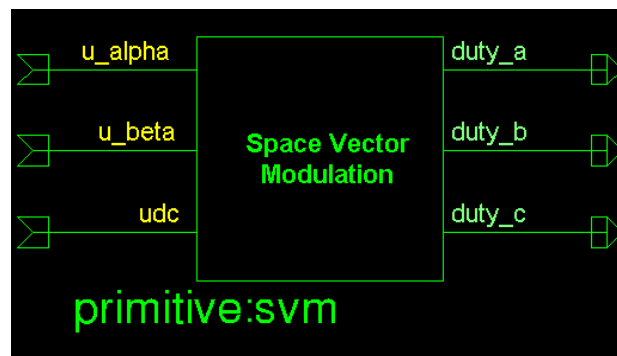 u_alpha
duty_a
u_beta
duty_b
Space Vector
Modulation
udc
duty_c
primitive:svm